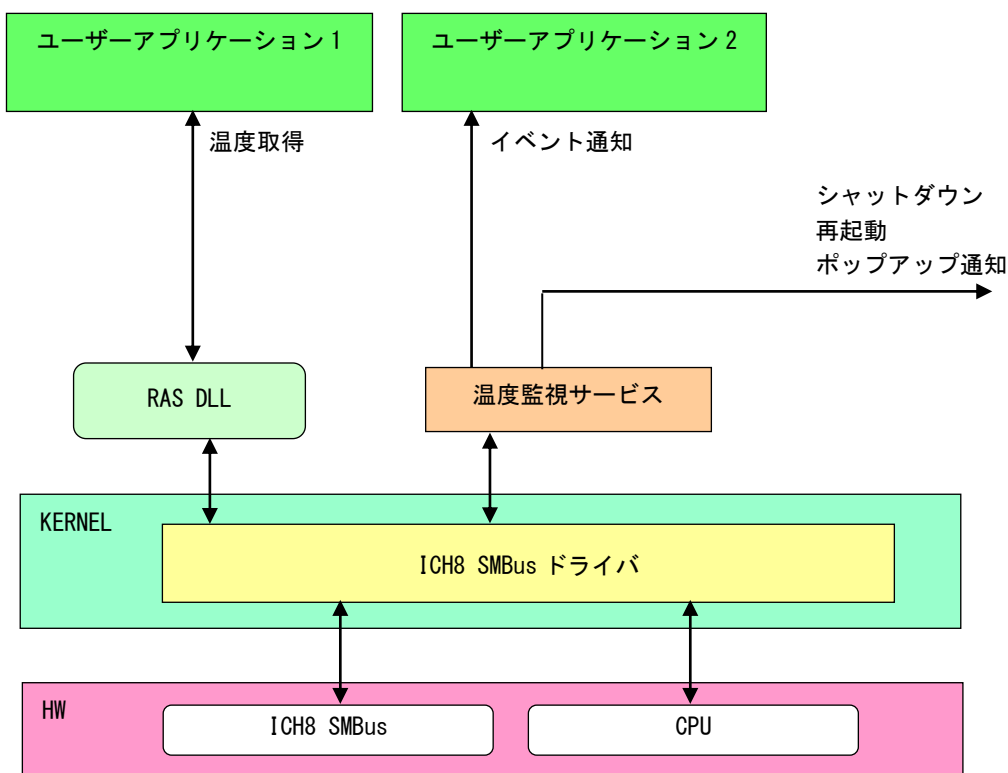 ユーザーアプリケーション 1
ユーザーアプリケーション 2
温度取得
イベント通知
シャットダウン
再起動
ポップアップ通知
RAS DLL
温度監視サービス
KERNEL
ICH8 SMBus ドライバ
HW
ICH8 SMBus
CPU